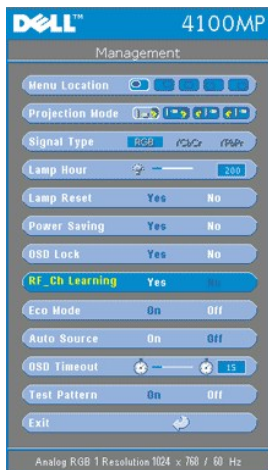 DELL™ 4100MP
Management
Menu Location
Projection Mode
Signal Type RGB YCbCr YPbPr
Lamp Hour 200
Lamp Reset Yes No
Power Saving Yes No
OSD Lock Yes No
RF_Ch Learning Yes No
Eco Mode On Off
Auto Source On Off
OSD Timeout 15
Test Pattern On Off
Exit
Analog RGB 1 Resolution 1024 x 768 / 60 Hz